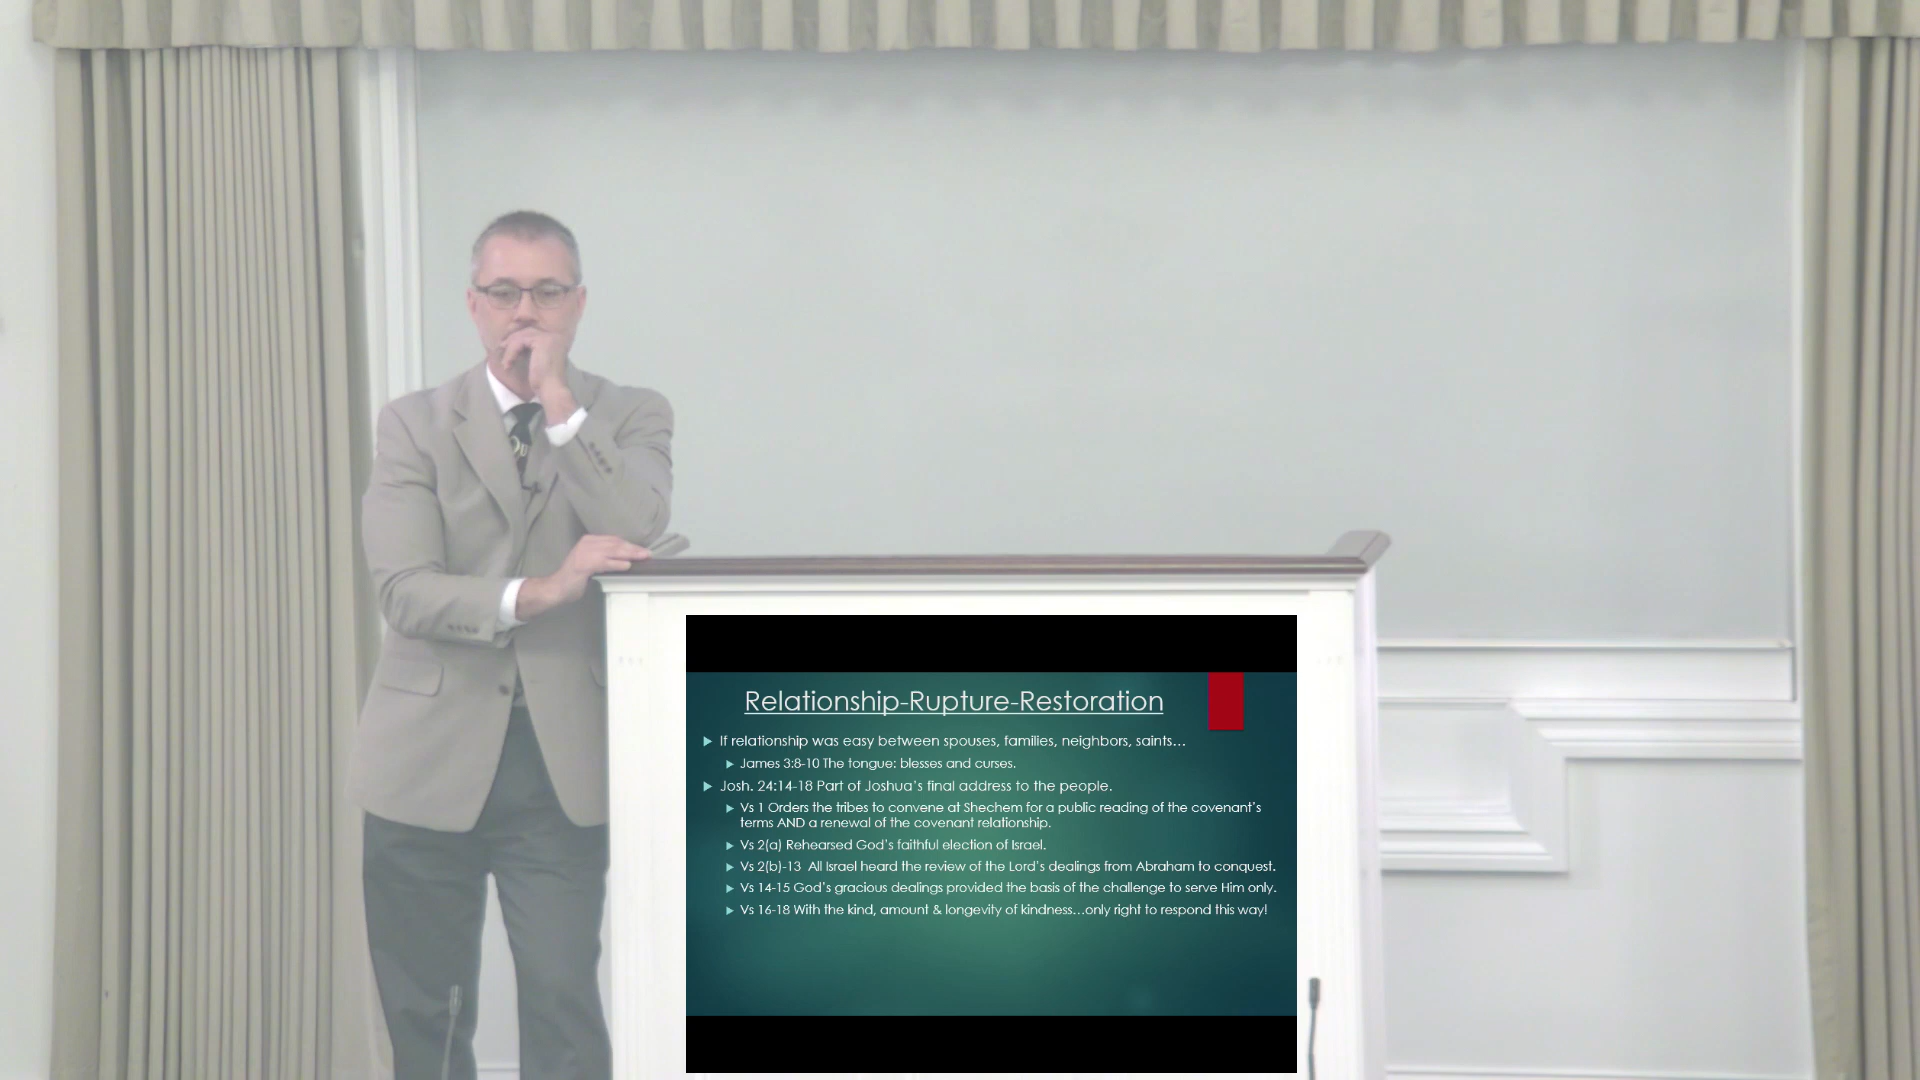 Relationship-Rupture-Restoration
If relationship was easy between spouses, families, neighbors, saints…
James 3:8-10 The tongue: blesses and curses.
Josh. 24:14-18 Part of Joshua's final address to the people.
Vs 1 Orders the tribes to convene at Shechem for a public reading of the covenant's
terms AND a renewal of the covenant relationship.
Vs 2(a) Rehearsed God's faithful election of Israel.
Vs 2(b)-13 All Israel heard the review of the Lord's dealings from Abraham to conquest.
Vs 14-15 God's gracious dealings provided the basis of the challenge to serve Him only.
Vs 16-18 With the kind, amount & longevity of kindness…only right to respond this way!